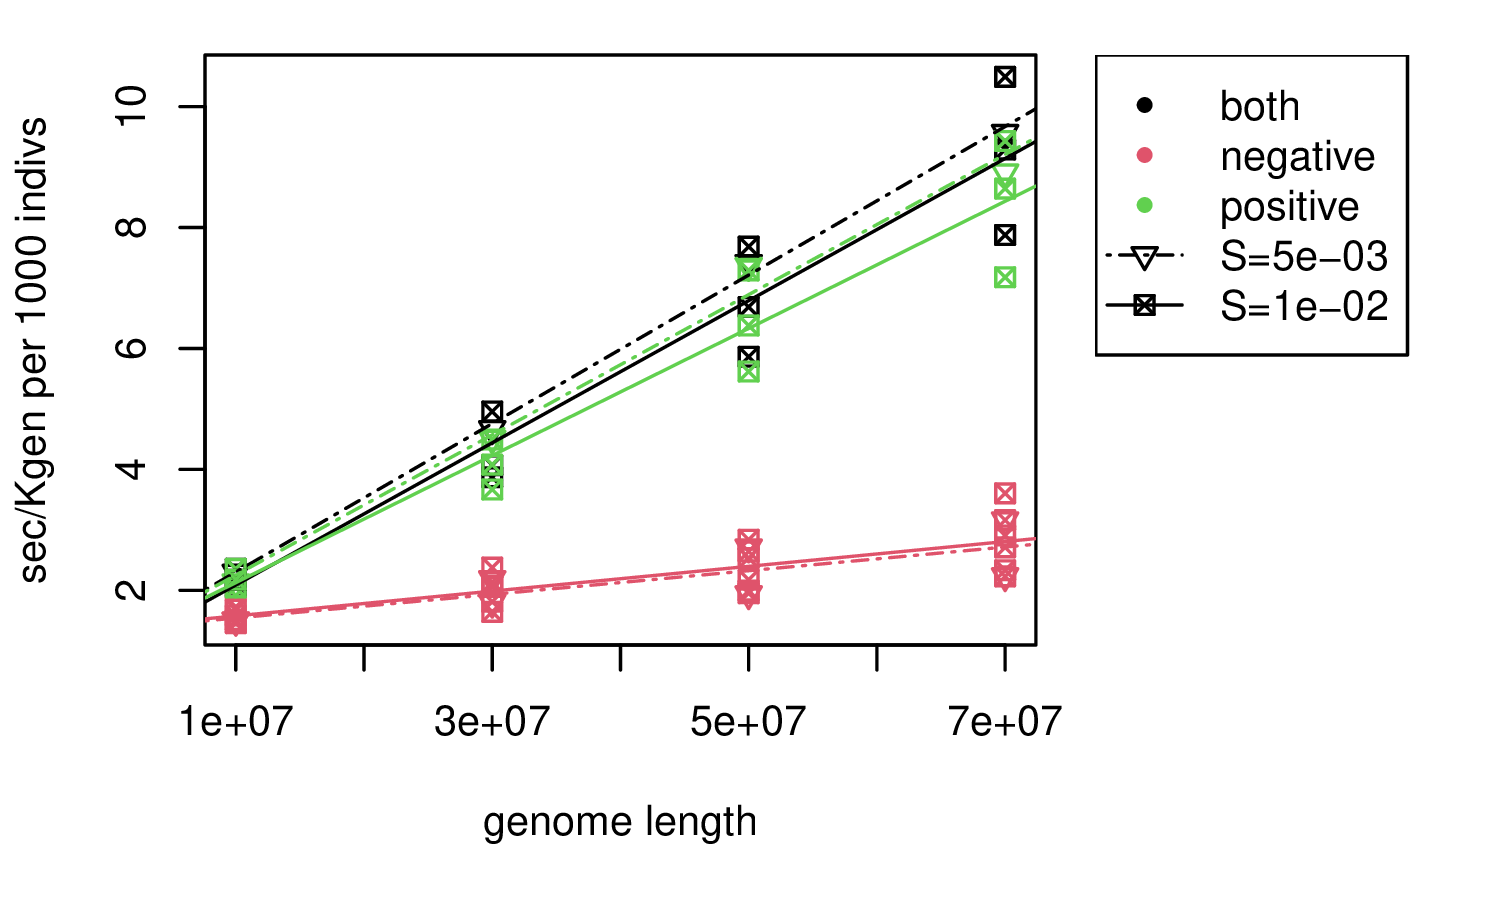 sec/Kgen per 1000 indivs
10
8
6
4
2
1e+07 3e+07 5e+07 7e+07
genome length
both
negative
positive
S=5e−03
S=1e−02